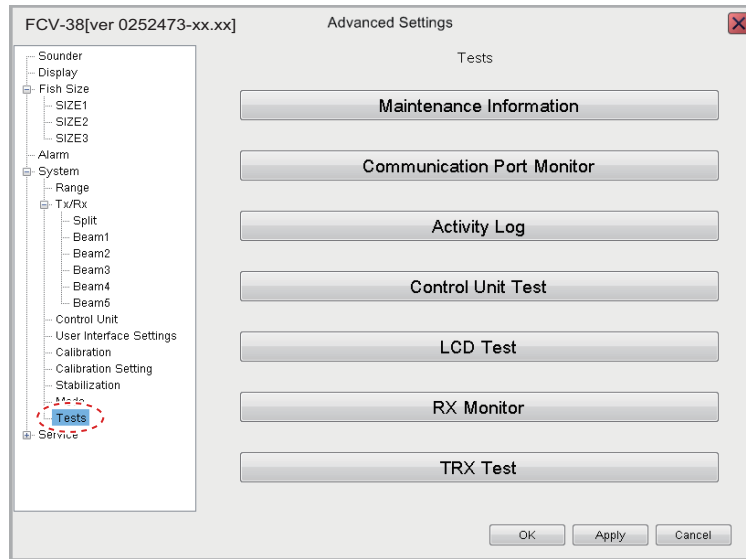 FCV-38[ver 0252473-xx.xx]
Advanced Settings
Sounder
Display
Fish Size
SIZE1
SIZE2
SIZE3
Alarm
System
Range
Tx/Rx
Split
Beam1
Beam2
Beam3
Beam4
Beam5
Control Unit
User Interface Settings
Calibration
Calibration Setting
Stabilization
Mode
Tests
Service
Tests
Maintenance Information
Communication Port Monitor
Activity Log
Control Unit Test
LCD Test
RX Monitor
TRX Test
OK
Apply
Cancel